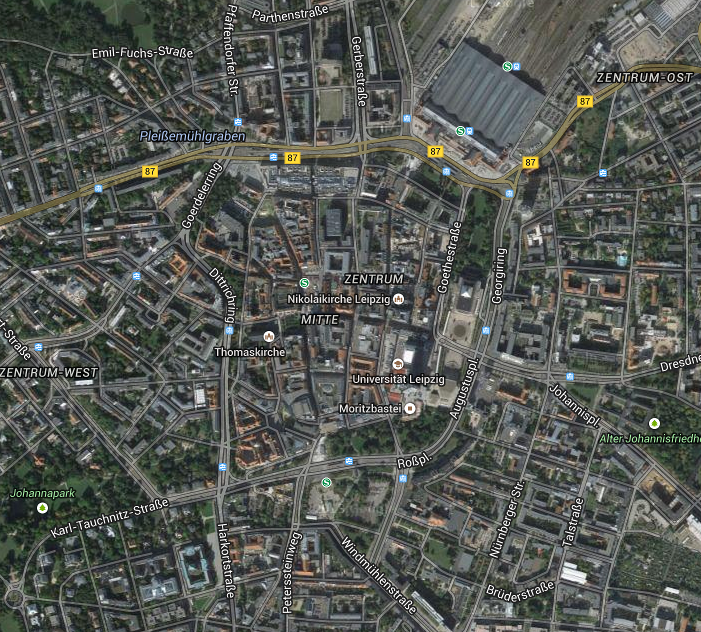 Parthenstraße
Pfaffendorfer Str.
Emil-Fuchs-Straße
Gerberstraße
S
ZENTRUM-OST
87
S
Pleißemühlgraben
87
87
87
87
Goerdelerring
Goethestraße
Georgiring
Dittrichring
S
ZENTRUM
Nikolaikirche Leipzig
MITTE
Thomaskirche
ZENTRUM-WEST
Universität Leipzig
Dresdne
Moritzbastei
Augustuspl.
Johannispl.
Alter Johannisfriedh
Roßpl.
S
Johannapark
Karl-Tauchnitz-Straße
Harkortstraße
Peterssteinweg
Windmühlenstraße
Nürnberger Str.
Talstraße
Brüderstraße